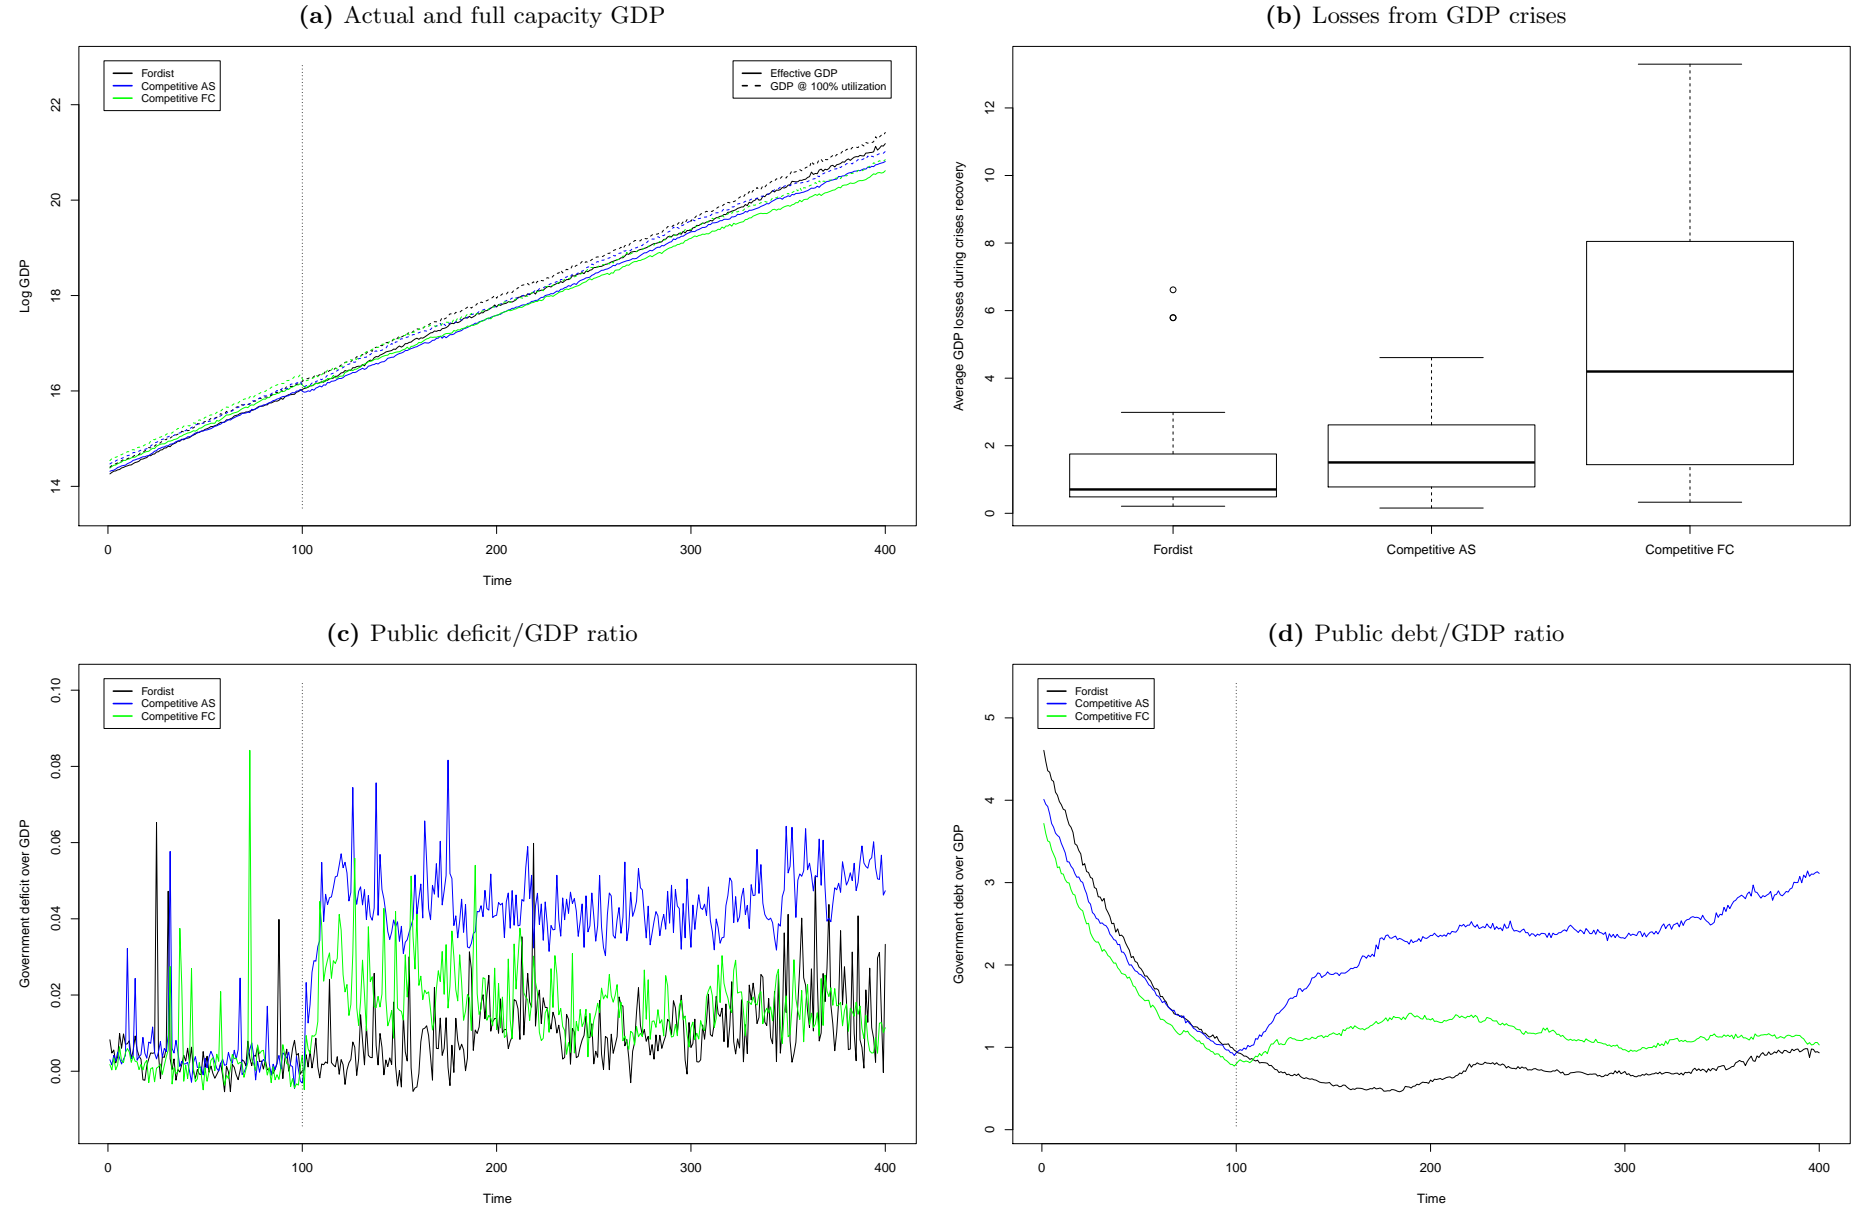 (a) Actual and full capacity GDP
Fordist
Competitive AS
Competitive FC
Effective GDP
GDP @ 100% utilization
Log GDP
22
20
18
16
14
0 100 200 300 400
Time
(b) Losses from GDP crises
Average GDP losses during crises recovery
12
10
8
6
4
2
0
Fordist Competitive AS Competitive FC
(c) Public deficit/GDP ratio
Fordist
Competitive AS
Competitive FC
Government deficit over GDP
0.10
0.08
0.06
0.04
0.02
0.00
0 100 200 300 400
Time
(d) Public debt/GDP ratio
Fordist
Competitive AS
Competitive FC
Government debt over GDP
5
4
3
2
1
0
0 100 200 300 400
Time